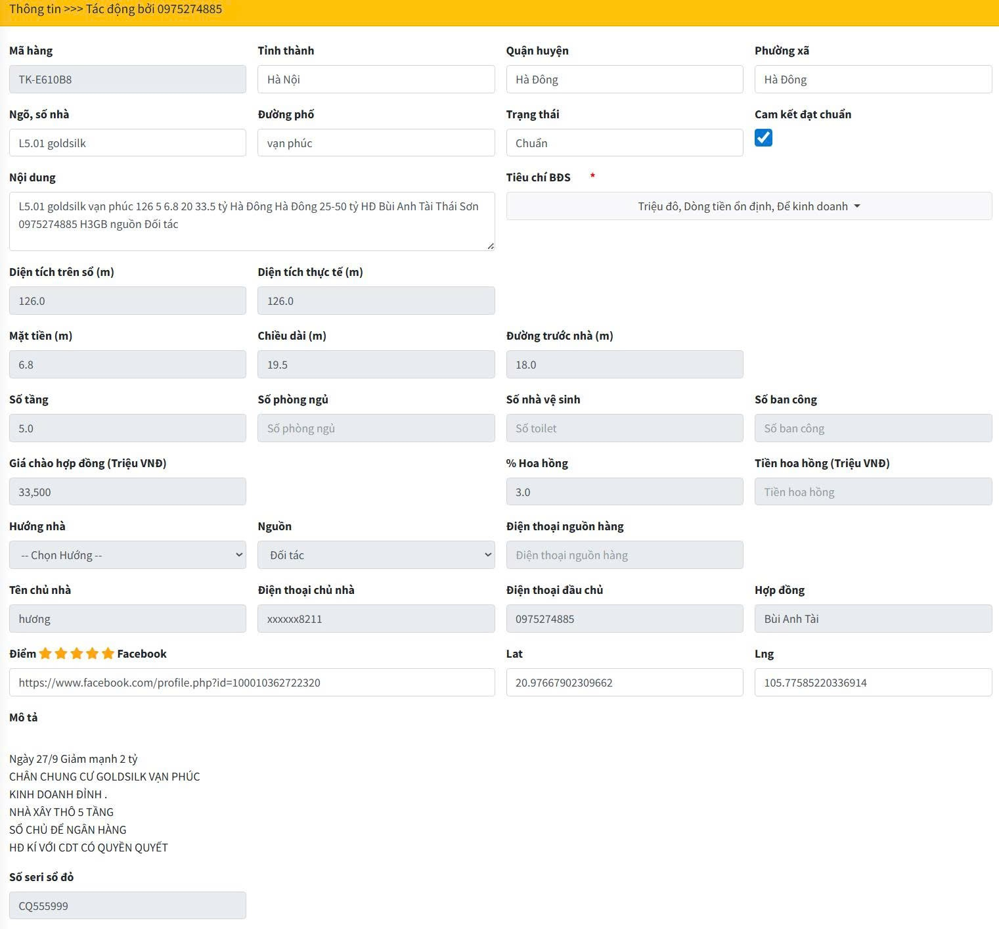 Thông tin >>> Tác động bởi 0975274885
Mã hàng
Tỉnh thành
Quận huyện
Phường xã
TK-E610B8
Hà Nội
Hà Đông
Hà Đông
Ngõ, số nhà
Đường phố
Trạng thái
Cam kết đạt chuẩn
L5.01 goldsilk
vạn phúc
Chuẩn
Nội dung
Tiêu chí BĐS *
L5.01 goldsilk vạn phúc 126 5 6.8 20 33.5 tỷ Hà Đông Hà Đông 25-50 tỷ HĐ Bùi Anh Tài Thái Sơn
0975274885 H3GB nguồn Đối tác
Triệu đô, Dòng tiền ổn định, Để kinh doanh
Diện tích trên sổ (m)
Diện tích thực tế (m)
126.0
126.0
Mặt tiền (m)
Chiều dài (m)
Đường trước nhà (m)
6.8
19.5
18.0
Số tầng
Số phòng ngủ
Số nhà vệ sinh
Số ban công
5.0
Số phòng ngủ
Số toilet
Số ban công
Giá chào hợp đồng (Triệu VNĐ)
% Hoa hồng
Tiền hoa hồng (Triệu VNĐ)
33,500
3.0
Tiền hoa hồng
Hướng nhà
Nguồn
Điện thoại nguồn hàng
-- Chọn Hướng --
Đối tác
Điện thoại nguồn hàng
Tên chủ nhà
Điện thoại chủ nhà
Điện thoại đầu chủ
Hợp đồng
hương
xxxxxx8211
0975274885
Bùi Anh Tài
Điểm Facebook
Lat
Lng
https://www.facebook.com/profile.php?id=100010362722320
20.97667902309662
105.77585220336914
Mô tả
Ngày 27/9 Giảm mạnh 2 tỷ
CHÂN CHUNG CƯ GOLDSILK VẠN PHÚC
KINH DOANH ĐỈNH .
NHÀ XÂY THÔ 5 TẦNG
SỔ CHỦ ĐỂ NGÂN HÀNG
HĐ KÍ VỚI CDT CÓ QUYỀN QUYẾT
Số seri sổ đỏ
CQ555999